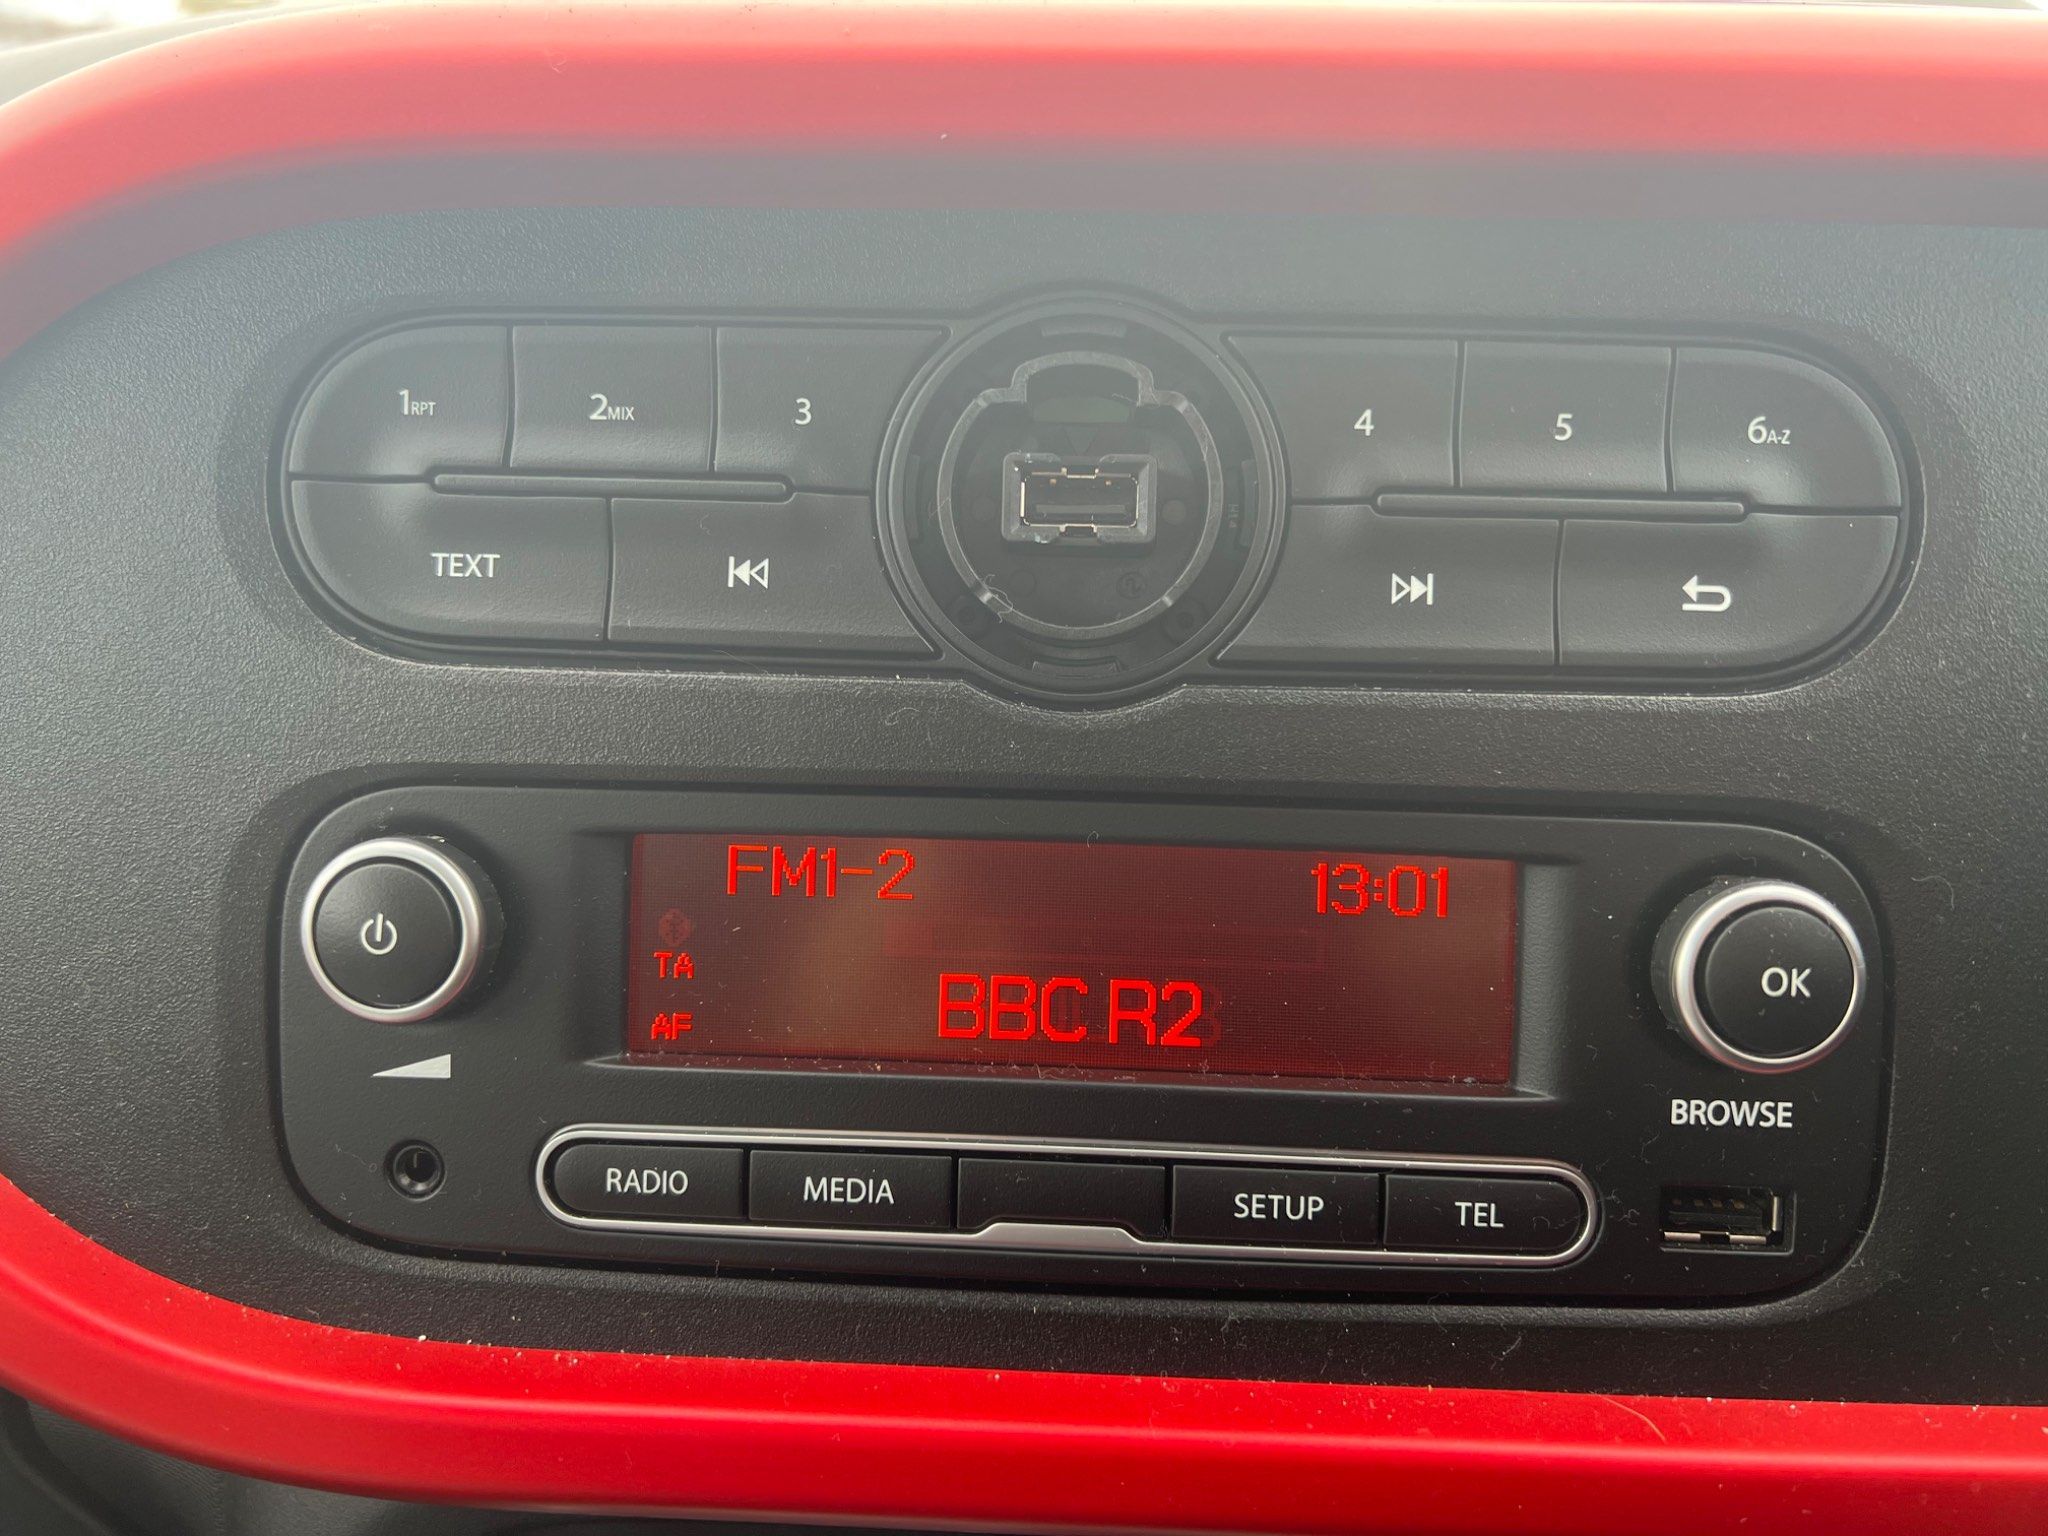 1RPT 2MIX 3 4 5 6A-Z
TEXT
FM1-2 13:01
TA
BBC R2
AF
OK
BROWSE
RADIO MEDIA SETUP TEL